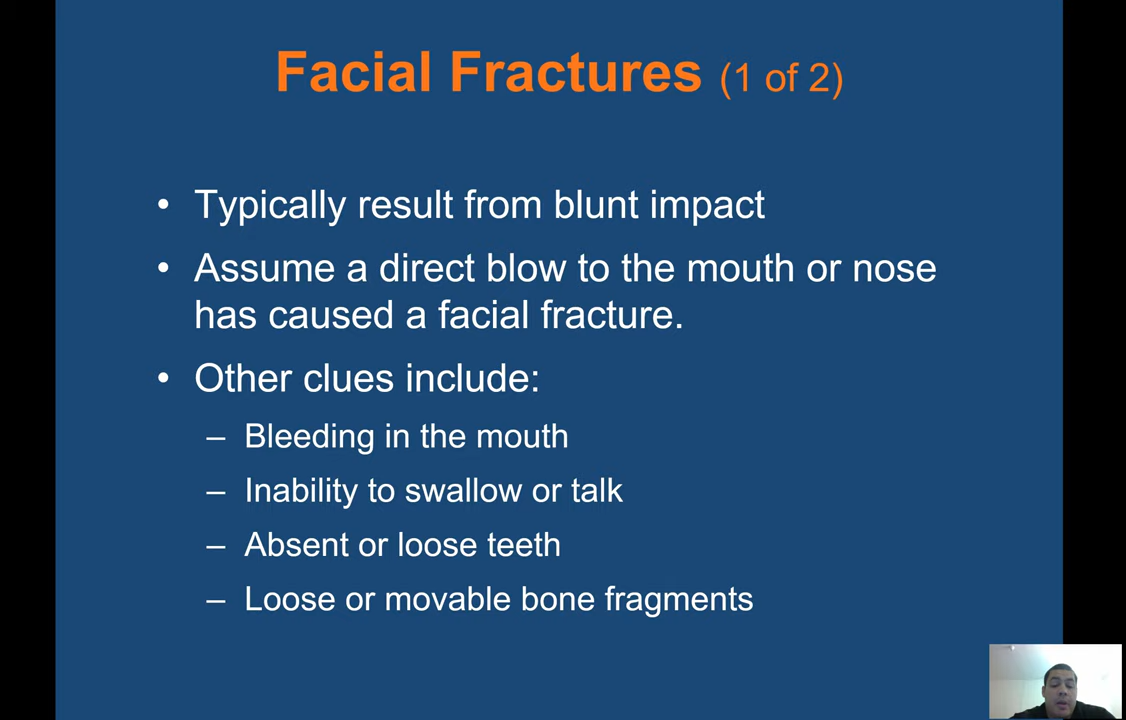 Facial Fractures (1 of 2)
• Typically result from blunt impact
• Assume a direct blow to the mouth or nose
has caused a facial fracture.
• Other clues include:
– Bleeding in the mouth
– Inability to swallow or talk
– Absent or loose teeth
– Loose or movable bone fragments